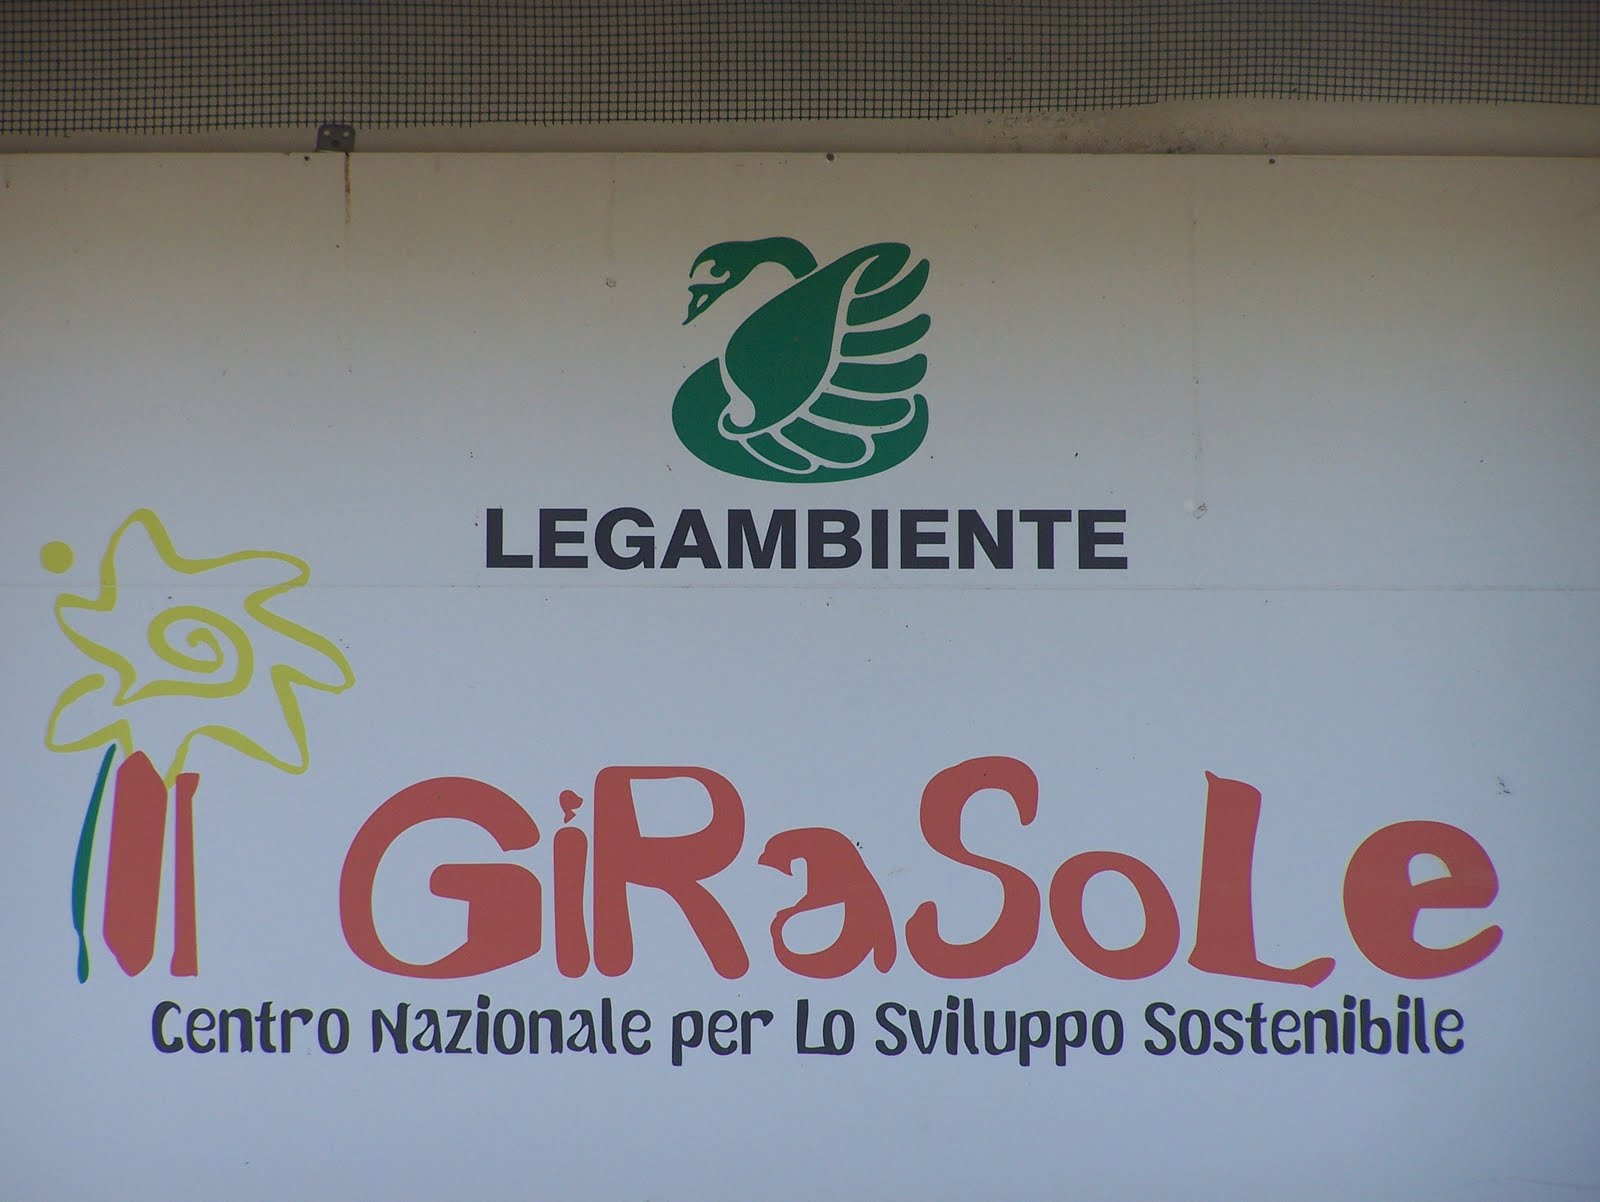 LEGAMBIENTE
Il GiRaSoLe
Centro Nazionale per Lo Sviluppo Sostenibile